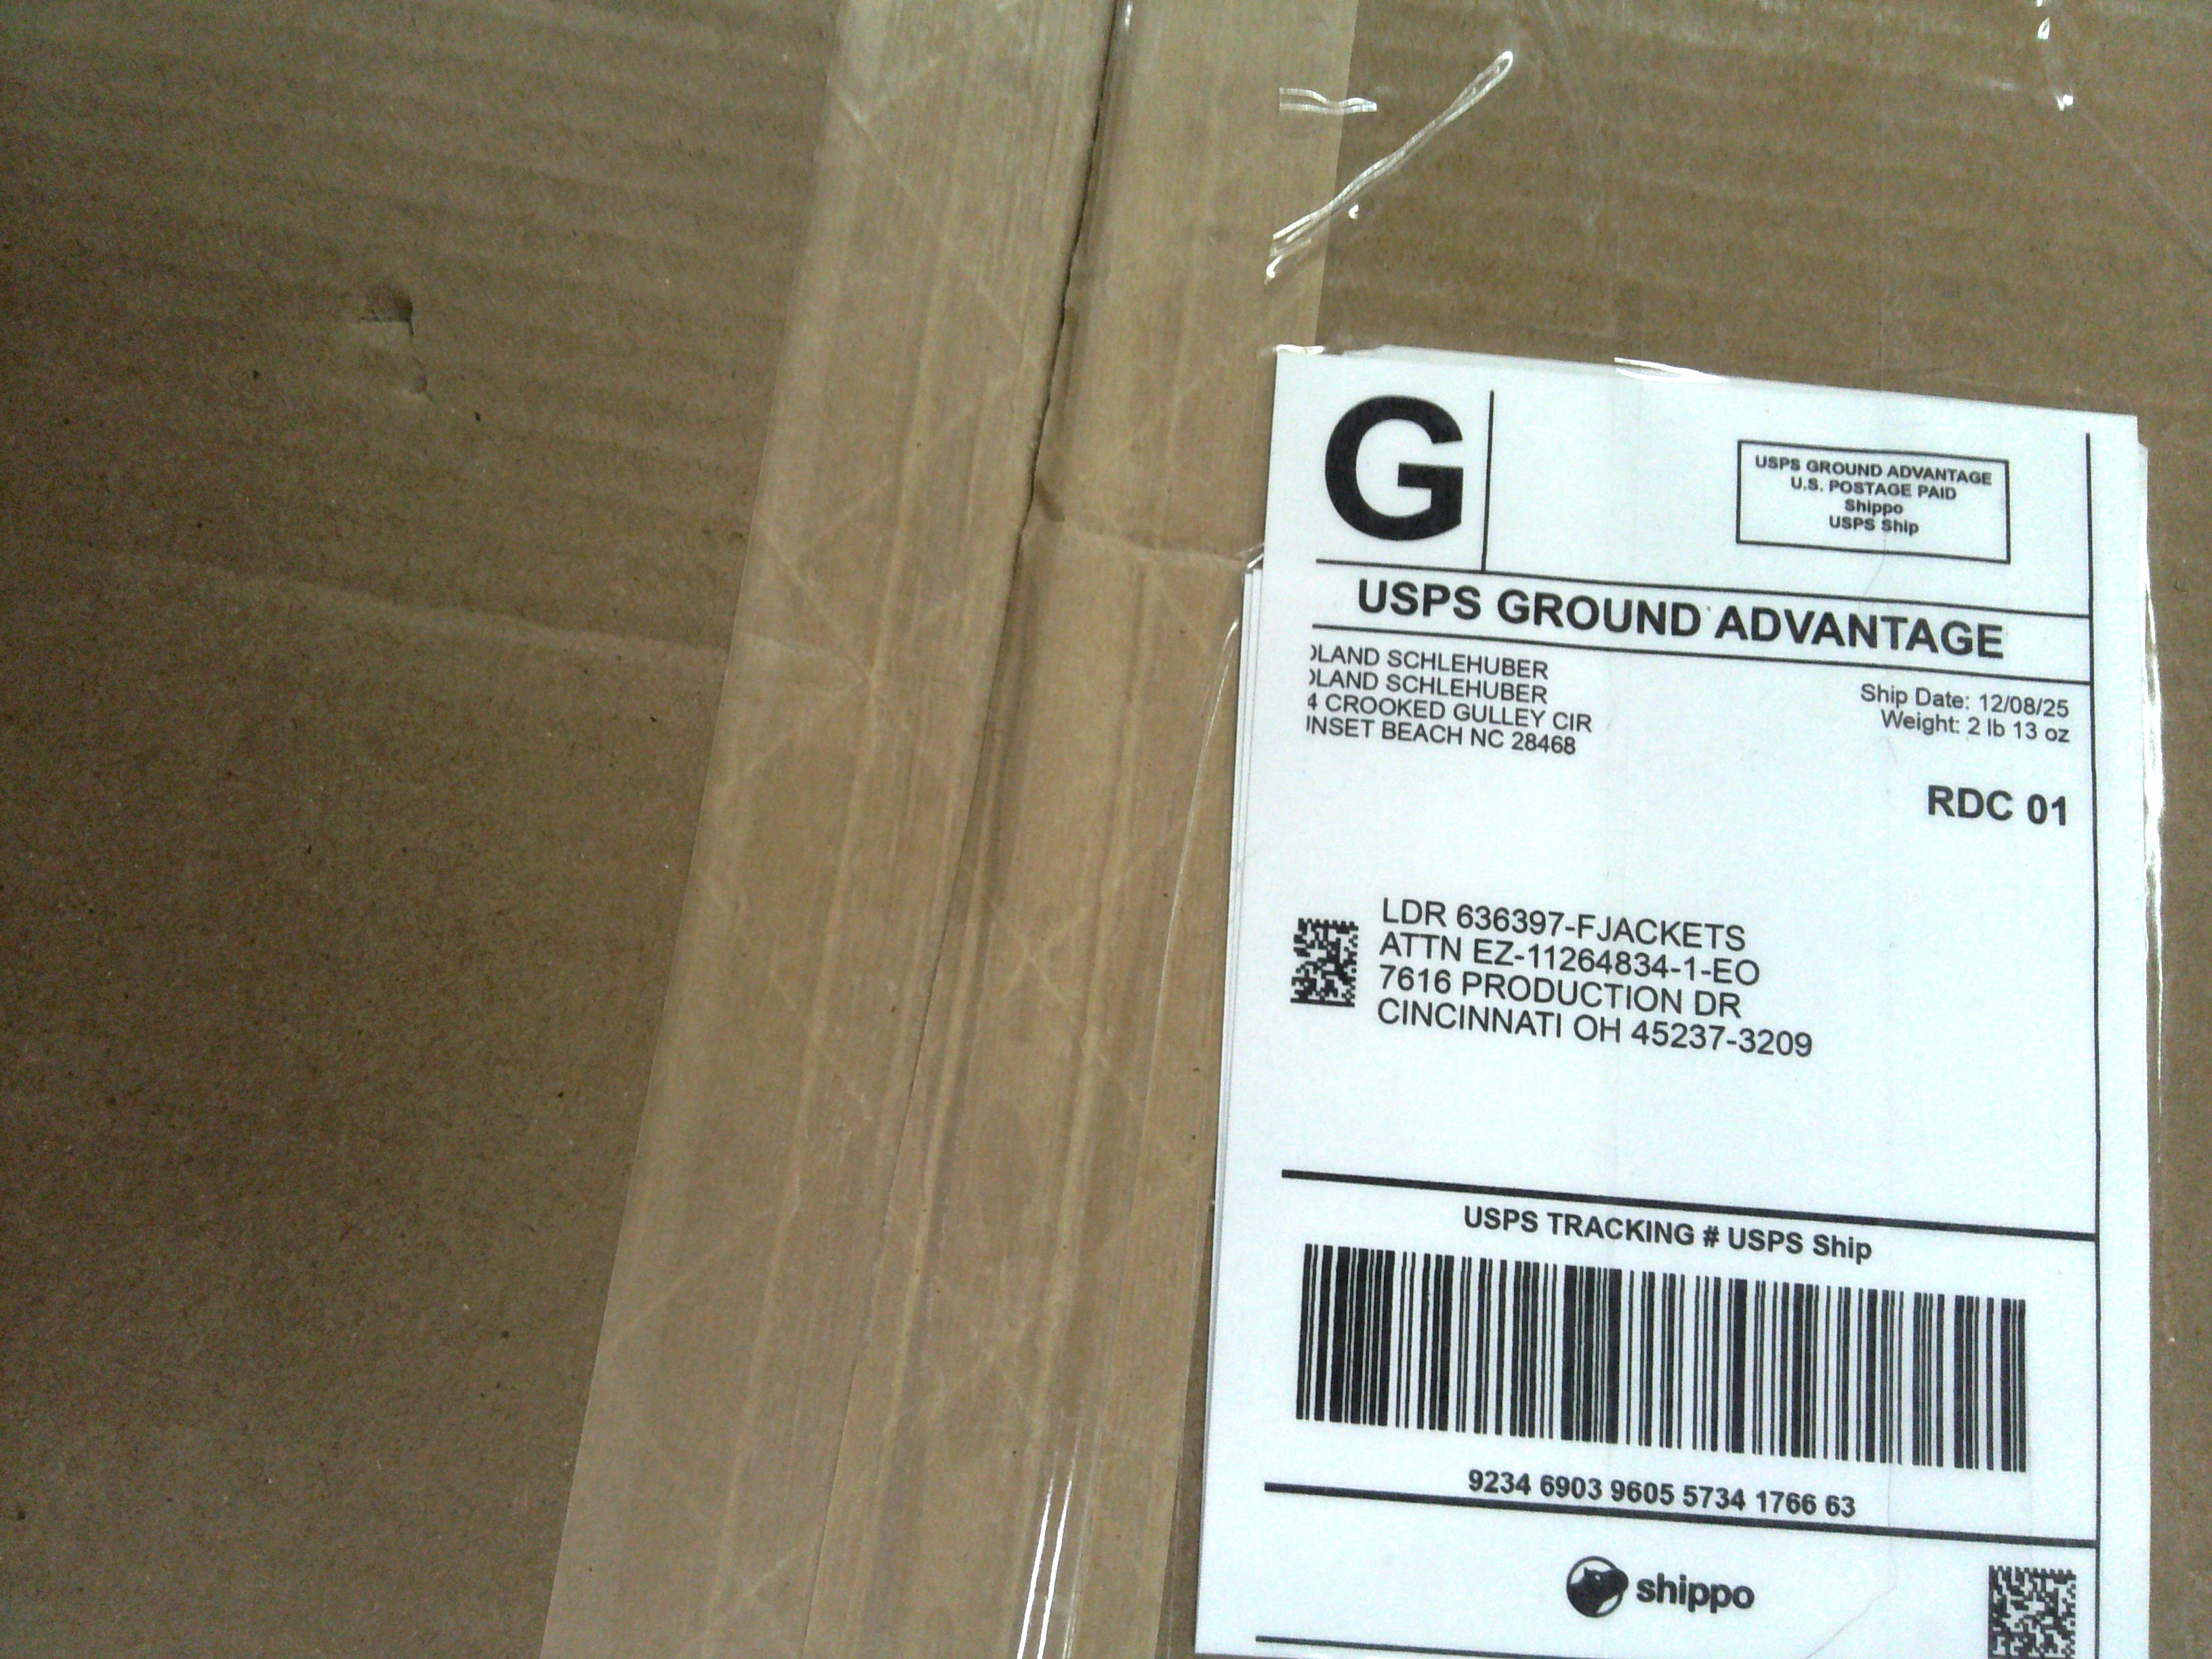 G
USPS GROUND ADVANTAGE
U.S. POSTAGE PAID
Shippo
USPS Ship
USPS GROUND ADVANTAGE
LAND SCHLEHUBER
LAND SCHLEHUBER
4 CROOKED GULLEY CIR
NSET BEACH NC 28468
Ship Date: 12/08/25
Weight: 2 lb 13 oz
RDC 01
LDR 636397-FJACKETS
ATTN EZ-11264834-1-EO
7616 PRODUCTION DR
CINCINNATI OH 45237-3209
USPS TRACKING # USPS Ship
9234 6903 9605 5734 1766 63
shippo